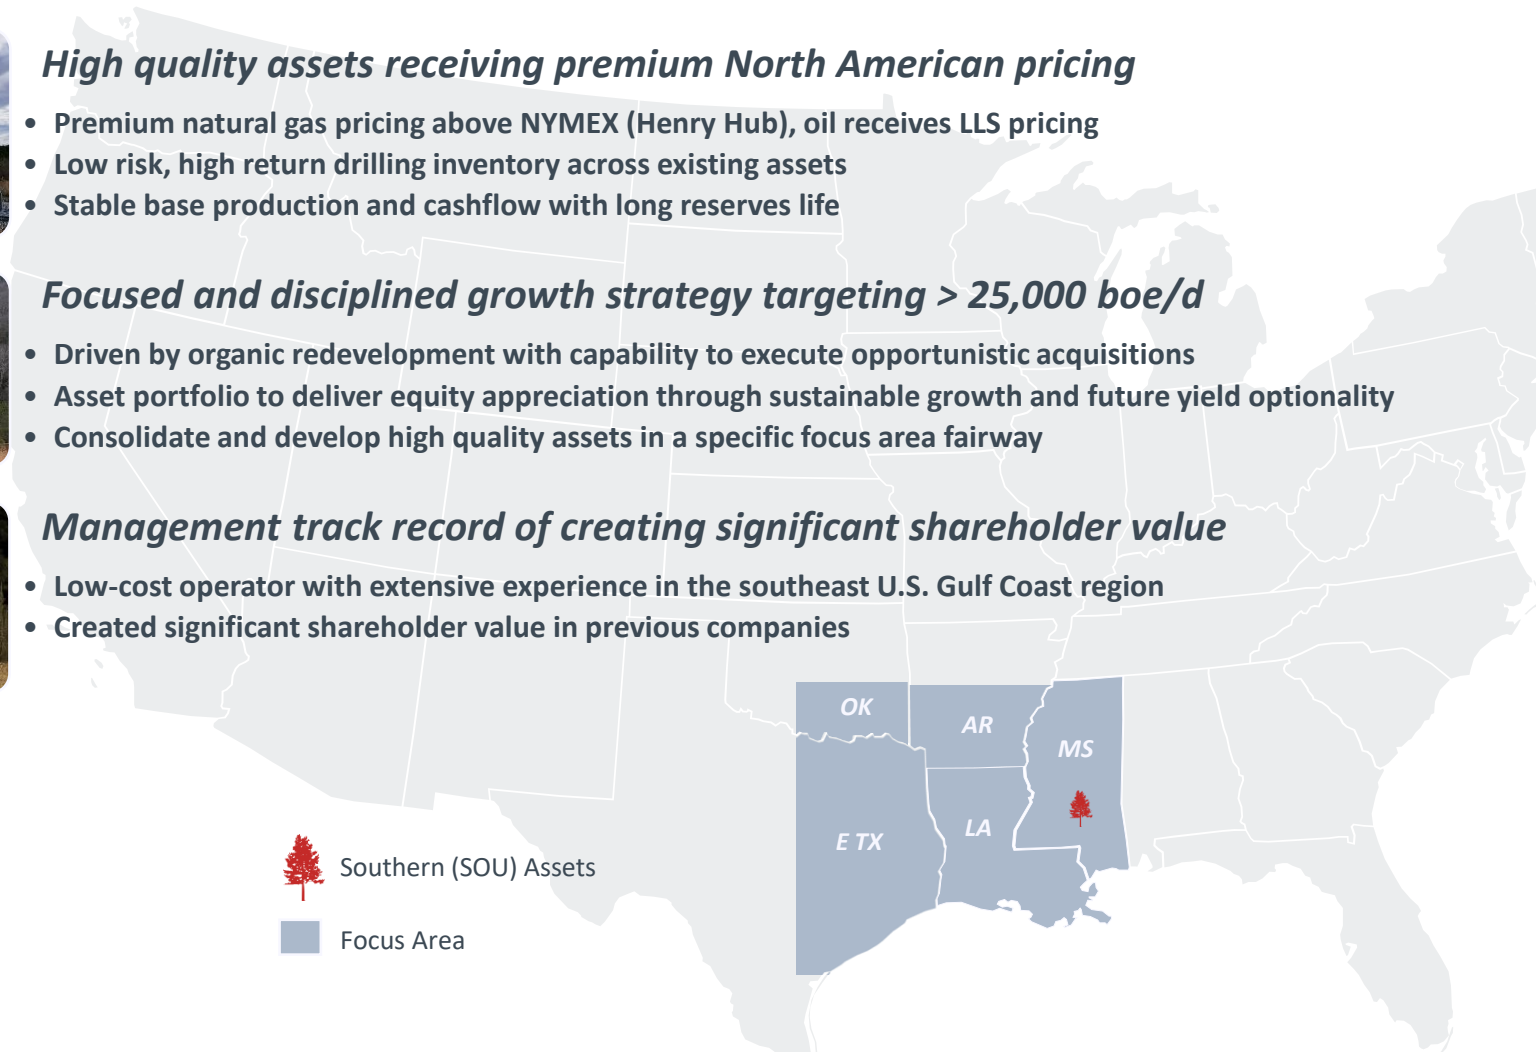 High quality assets receiving premium North American pricing
• Premium natural gas pricing above NYMEX (Henry Hub), oil receives LLS pricing
• Low risk, high return drilling inventory across existing assets
• Stable base production and cashflow with long reserves life
Focused and disciplined growth strategy targeting > 25,000 boe/d
• Driven by organic redevelopment with capability to execute opportunistic acquisitions
• Asset portfolio to deliver equity appreciation through sustainable growth and future yield optionality
• Consolidate and develop high quality assets in a specific focus area fairway
Management track record of creating significant shareholder value
• Low-cost operator with extensive experience in the southeast U.S. Gulf Coast region
• Created significant shareholder value in previous companies
OK
AR
MS
E TX
LA
Southern (SOU) Assets
Focus Area